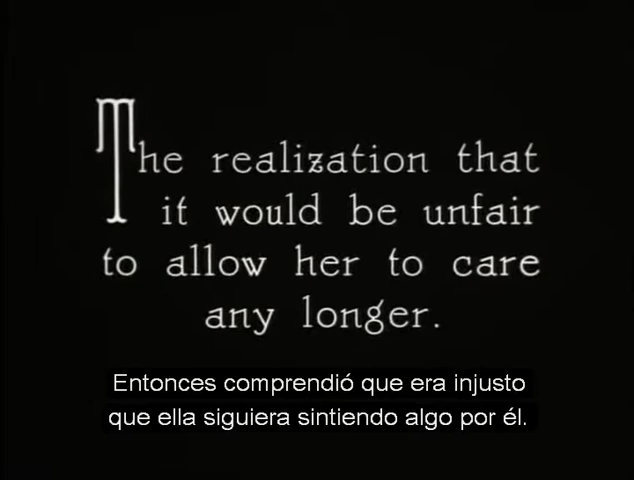 The realization that
it would be unfair
to allow her to care
any longer.
Entonces comprendió que era injusto
que ella siguiera sintiendo algo por él.